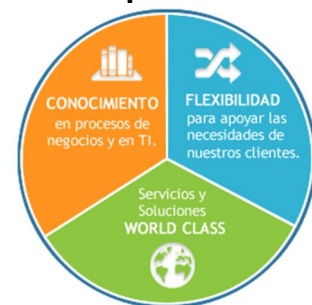 CONOCIMIENTO
en procesos de
negocios y en TI.
FLEXIBILIDAD
para apoyar las
necesidades de
nuestros clientes.
Servicios y
Soluciones
WORLD CLASS